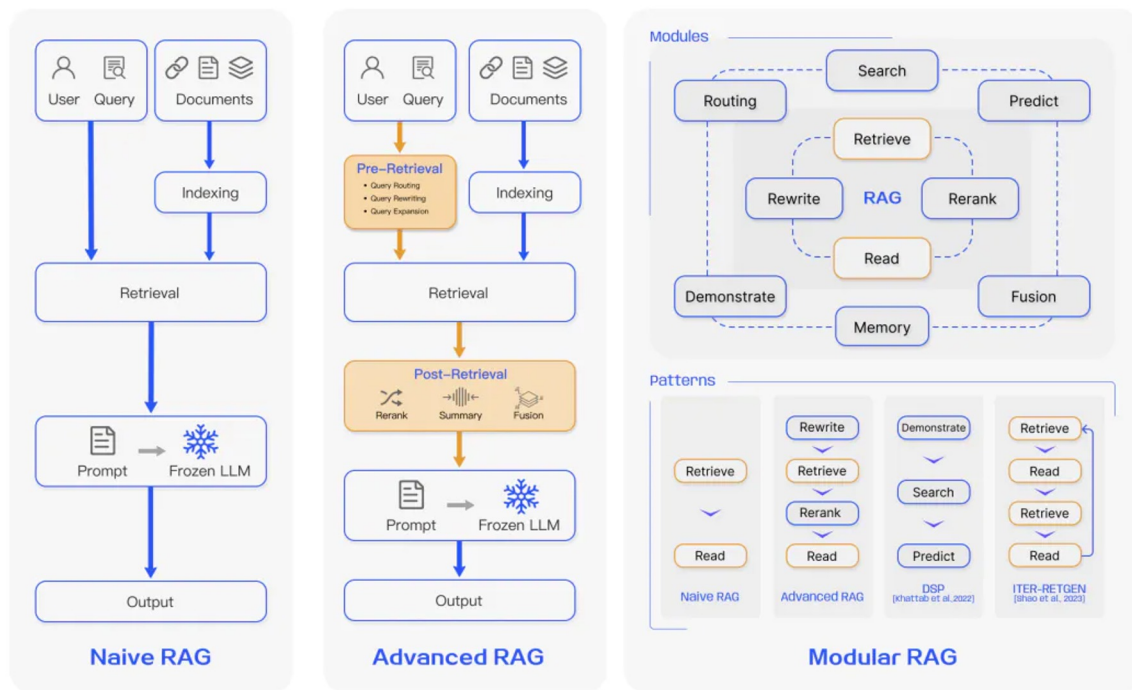 User Query
Documents
Indexing
Retrieval
Prompt
Frozen LLM
Output
Naive RAG
User Query
Documents
Pre-Retrieval
• Query Routing
• Query Rewriting
• Query Expansion
Indexing
Retrieval
Post-Retrieval
Rerank
Summary
Fusion
Prompt
Frozen LLM
Output
Advanced RAG
Modules
Search
Routing
Predict
Retrieve
Rewrite
RAG
Rerank
Read
Demonstrate
Fusion
Memory
Patterns
Retrieve
Read
Naive RAG
Rewrite
Retrieve
Rerank
Read
Advanced RAG
Demonstrate
Search
Predict
DSP
[Khattab et al.,2022]
Retrieve
Read
Retrieve
Read
ITER-RETGEN
[Shao et al., 2023]
Modular RAG